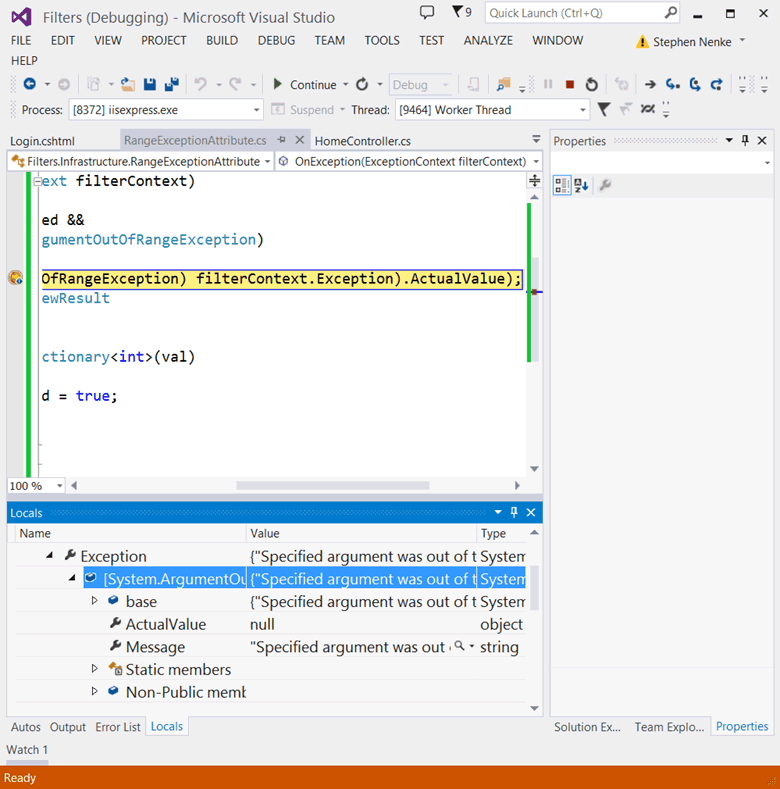 Filters (Debugging) - Microsoft Visual Studio
9
Quick Launch (Ctrl+Q)
FILE EDIT VIEW PROJECT BUILD DEBUG TEAM TOOLS TEST ANALYZE WINDOW
Stephen Nenke
HELP
Continue
Debug
Process: [8372] iisexpress.exe
Suspend
Thread: [9464] Worker Thread
Login.cshtml
RangeExceptionAttribute.cs
HomeController.cs
Filters.Infrastructure.RangeExceptionAttribute
OnException(ExceptionContext filterContext)
ext filterContext)
ed &&
gumentOutOfRangeException)
OfRangeException) filterContext.Exception).ActualValue);
ewResult
ctionary<int>(val)
d = true;
100 %
Properties
Locals
Name Value Type
Exception {"Specified argument was out of t System
[System.ArgumentOu {"Specified argument was out of t System
base {"Specified argument was out of t System
ActualValue null object
Message "Specified argument was out string
Static members
Non-Public memb
Autos Output Error List Locals
Solution Ex... Team Explo... Properties
Watch 1
Ready